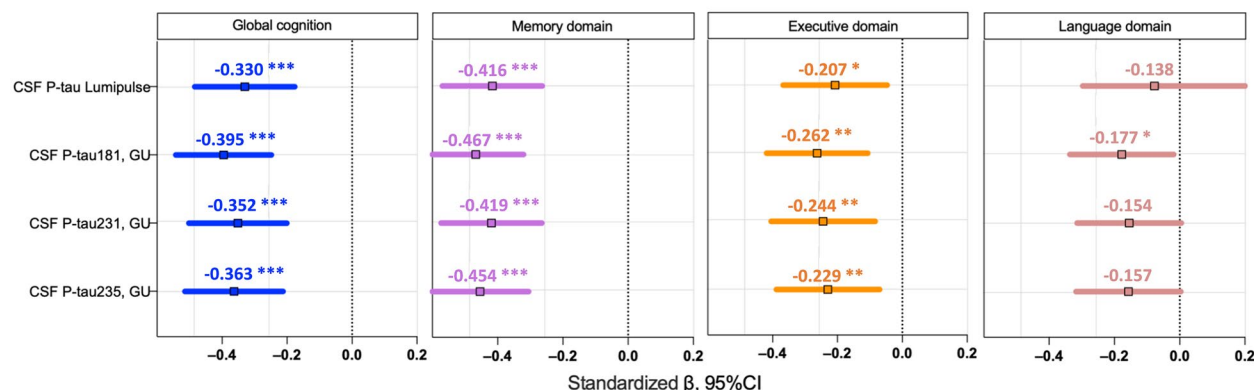 Global cognition Memory domain Executive domain Language domain
CSF P-tau Lumipulse -0.330 *** -0.416 *** -0.207 * -0.138
CSF P-tau181, GU -0.395 *** -0.467 *** -0.262 ** -0.177 *
CSF P-tau231, GU -0.352 *** -0.419 *** -0.244 ** -0.154
CSF P-tau235, GU -0.363 *** -0.454 *** -0.229 ** -0.157
−0.4 −0.2 0.0 0.2 −0.4 −0.2 0.0 0.2 −0.4 −0.2 0.0 0.2 −0.4 −0.2 0.0 0.2
Standardized β, 95%CI